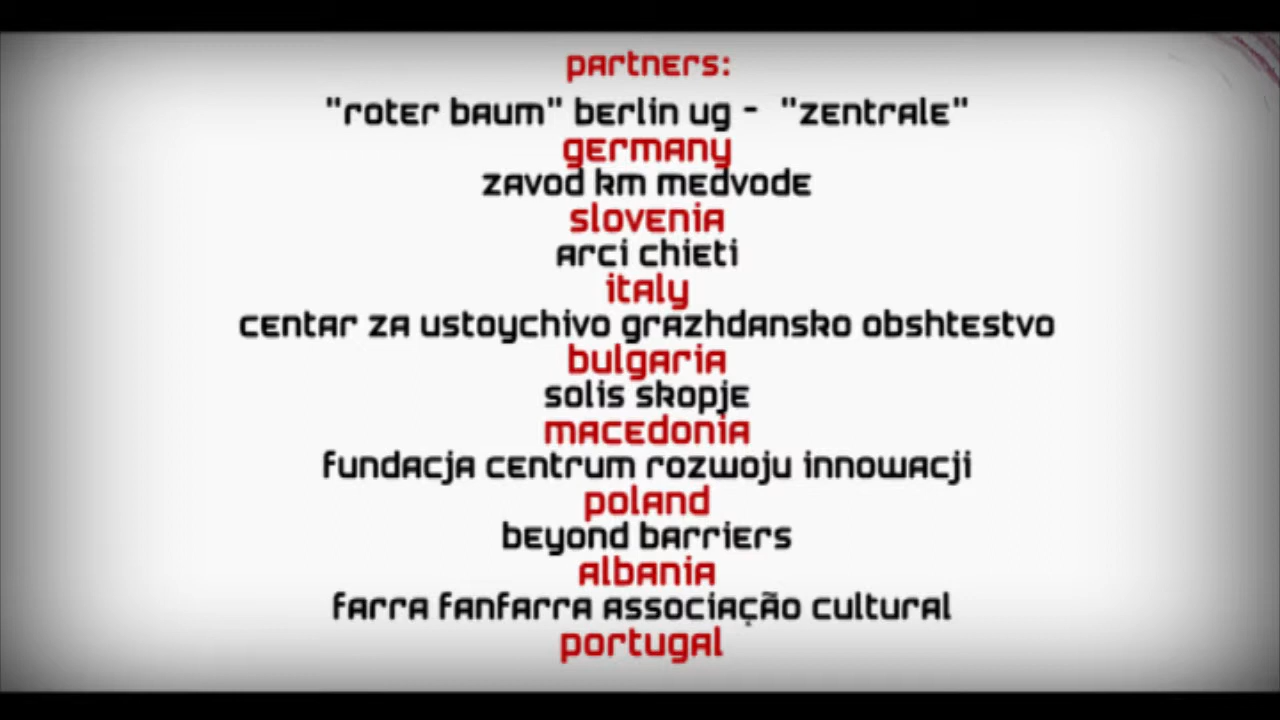 partners:
"roter baum" berlin ug - "zentrale"
germany
zavod km medvode
slovenia
arci chieti
italy
centar za ustoychivo grazhdansko obshtestvo
bulgaria
solis skopje
macedonia
fundacja centrum rozwoju innowacji
poland
beyond barriers
albania
farra fanfarra associação cultural
portugal